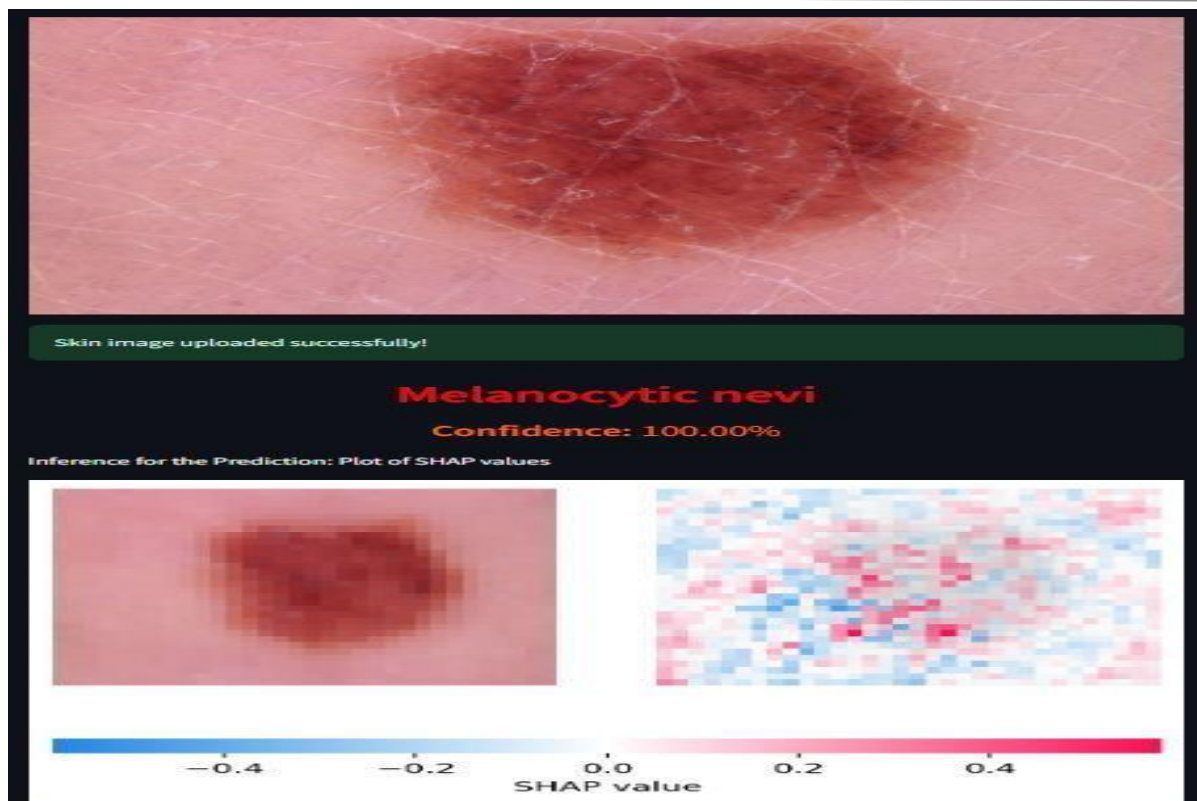 Skin image uploaded successfully!
Melanocytic nevi
Confidence: 100.00%
Inference for the Prediction: Plot of SHAP values
−0.4 −0.2 0.0 0.2 0.4
SHAP value